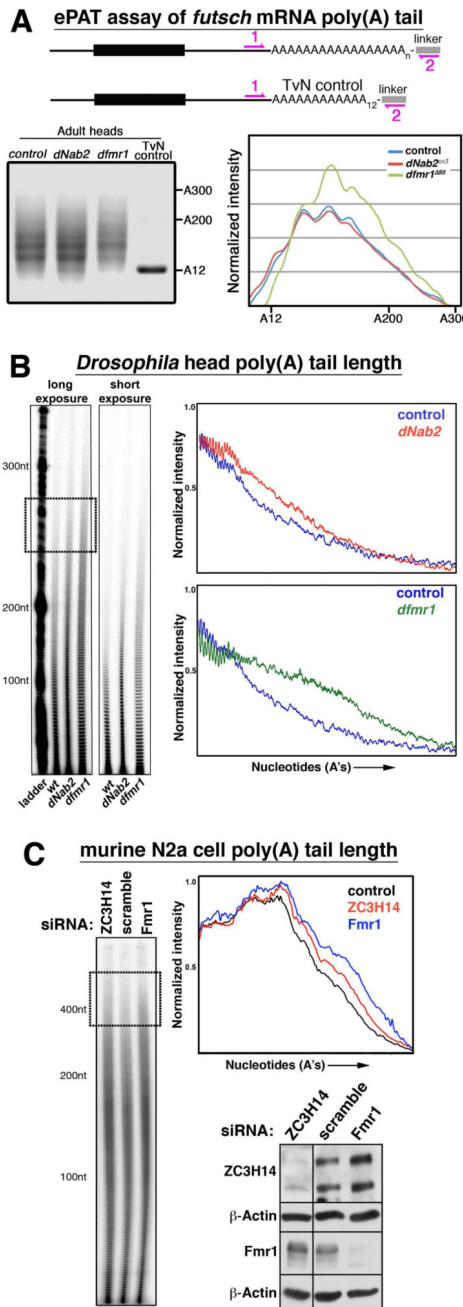 A ePAT assay of futsch mRNA poly(A) tail
1
AAAAAAAAAAAAAAAAAAAAAAn- linker
2
TvN control
1
AAAAAAAAAAAAAAA12- linker
2
Adult heads
control dNab2 dfmr1 TvN control
A300
A200
A12
Normalized intensity
control
dNab2ex3
dfmr1Δ50
A12 A200 A300
B Drosophila head poly(A) tail length
long exposure
short exposure
300nt
200nt
100nt
ladder wt dNab2 dfmr1 wt dNab2 dfmr1
Normalized intensity
1.0
0.5
control
dNab2
Normalized intensity
1.0
0.5
control
dfmr1
Nucleotides (A's)
C murine N2a cell poly(A) tail length
siRNA: ZC3H14 scramble Fmr1
400nt
200nt
100nt
Normalized intensity
1.0
0.5
control
ZC3H14
Fmr1
Nucleotides (A's)
siRNA: ZC3H14 scramble Fmr1
ZC3H14
β-Actin
Fmr1
β-Actin